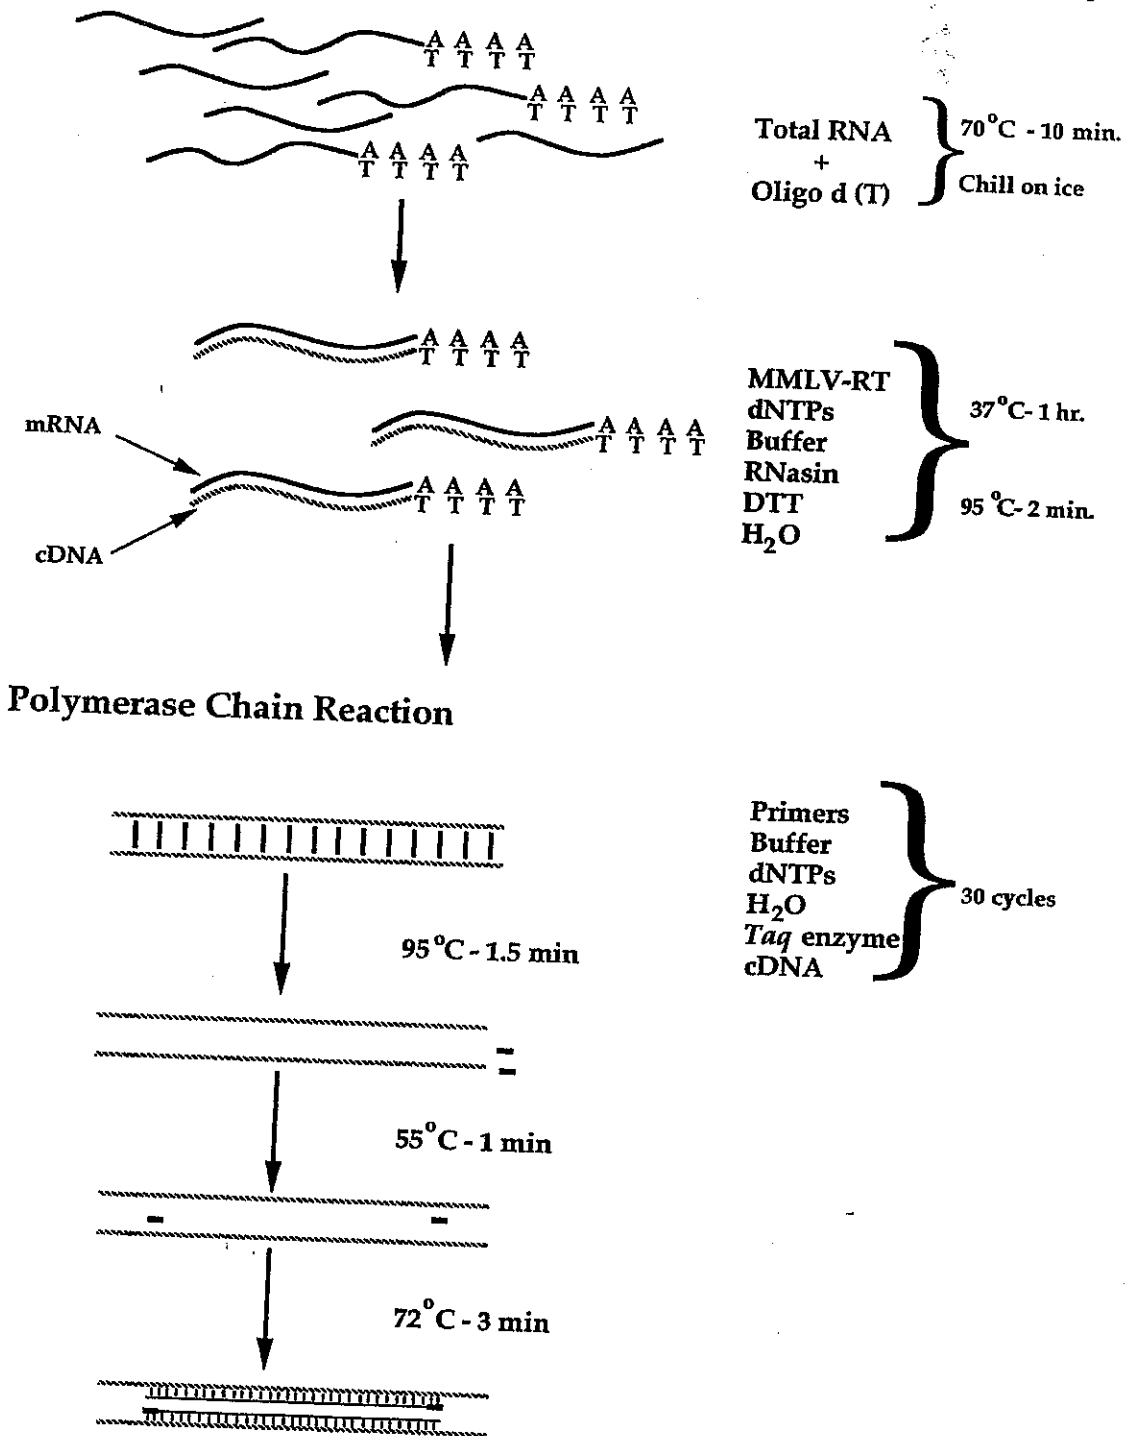 A A A A
T T T T
A A A A
T T T T
A A A A
T T T T
Total RNA
+
Oligo d (T)
70°C - 10 min.
Chill on ice
A A A A
T T T T
A A A A
T T T T
mRNA
A A A A
T T T T
cDNA
MMLV-RT
dNTPs
Buffer
RNasin
DTT
H₂O
37°C- 1 hr.
95 °C- 2 min.
Polymerase Chain Reaction
Primers
Buffer
dNTPs
H₂O
Taq enzyme
cDNA
30 cycles
95°C - 1.5 min
55°C - 1 min
72°C - 3 min